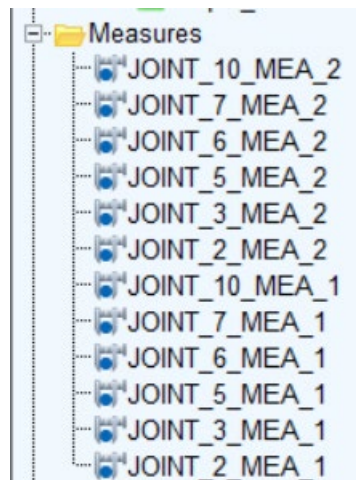 Measures
JOINT_10_MEA_2
JOINT_7_MEA_2
JOINT_6_MEA_2
JOINT_5_MEA_2
JOINT_3_MEA_2
JOINT_2_MEA_2
JOINT_10_MEA_1
JOINT_7_MEA_1
JOINT_6_MEA_1
JOINT_5_MEA_1
JOINT_3_MEA_1
JOINT_2_MEA_1